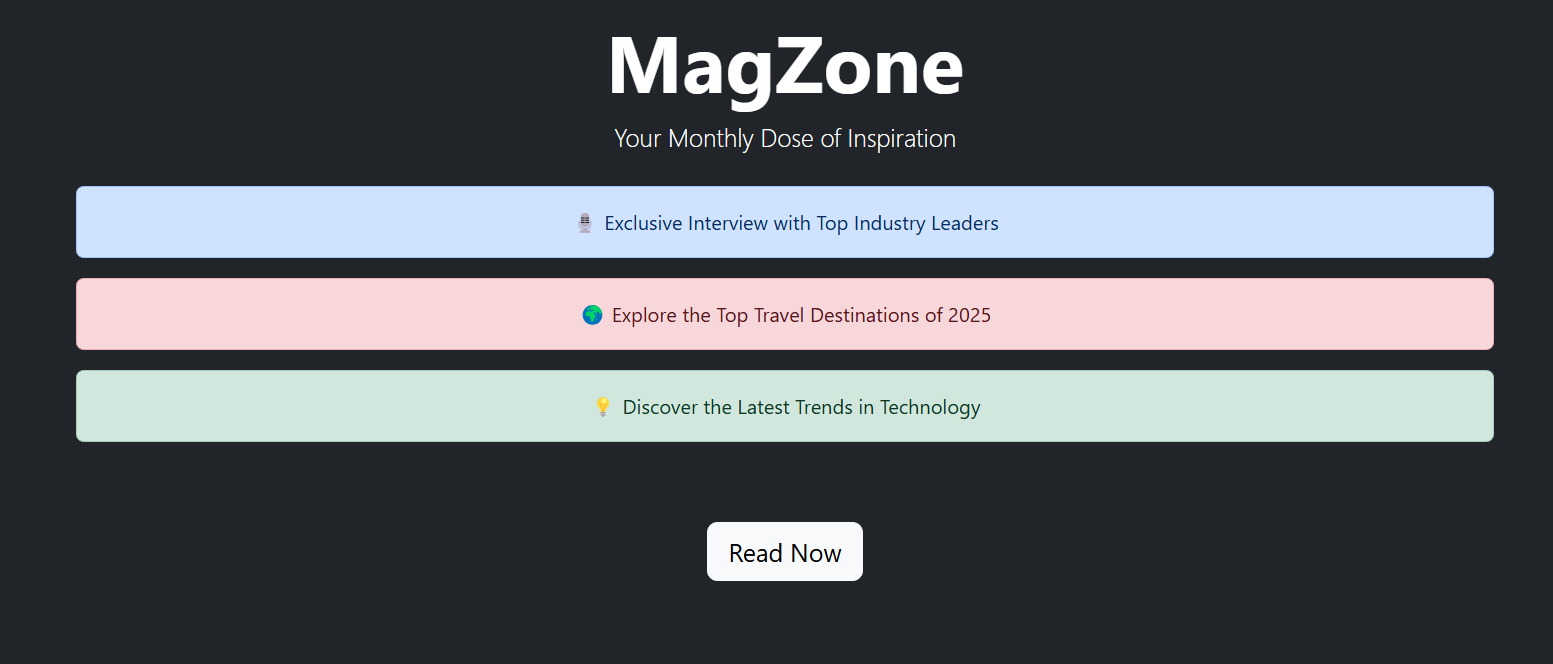 MagZone
Your Monthly Dose of Inspiration
🎙️ Exclusive Interview with Top Industry Leaders
🌍 Explore the Top Travel Destinations of 2025
💡 Discover the Latest Trends in Technology
Read Now